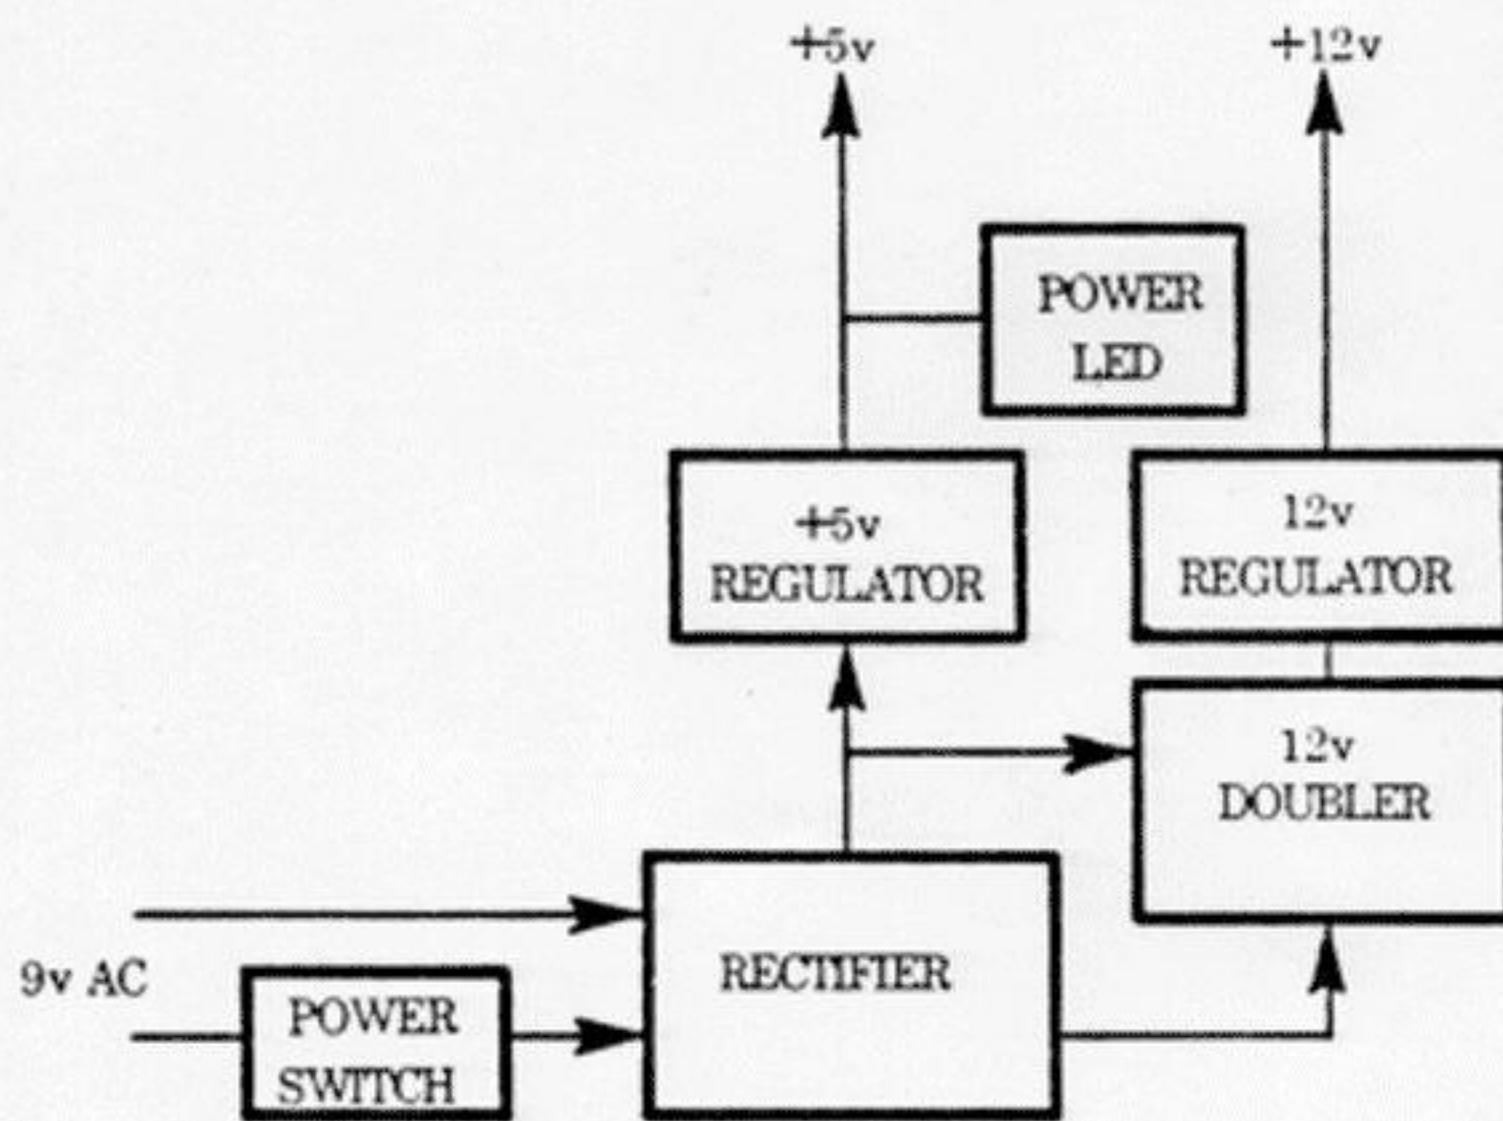 +5v
+12v
POWER
LED
+5v
REGULATOR
12v
REGULATOR
12v
DOUBLER
RECTIFIER
9v AC
POWER
SWITCH